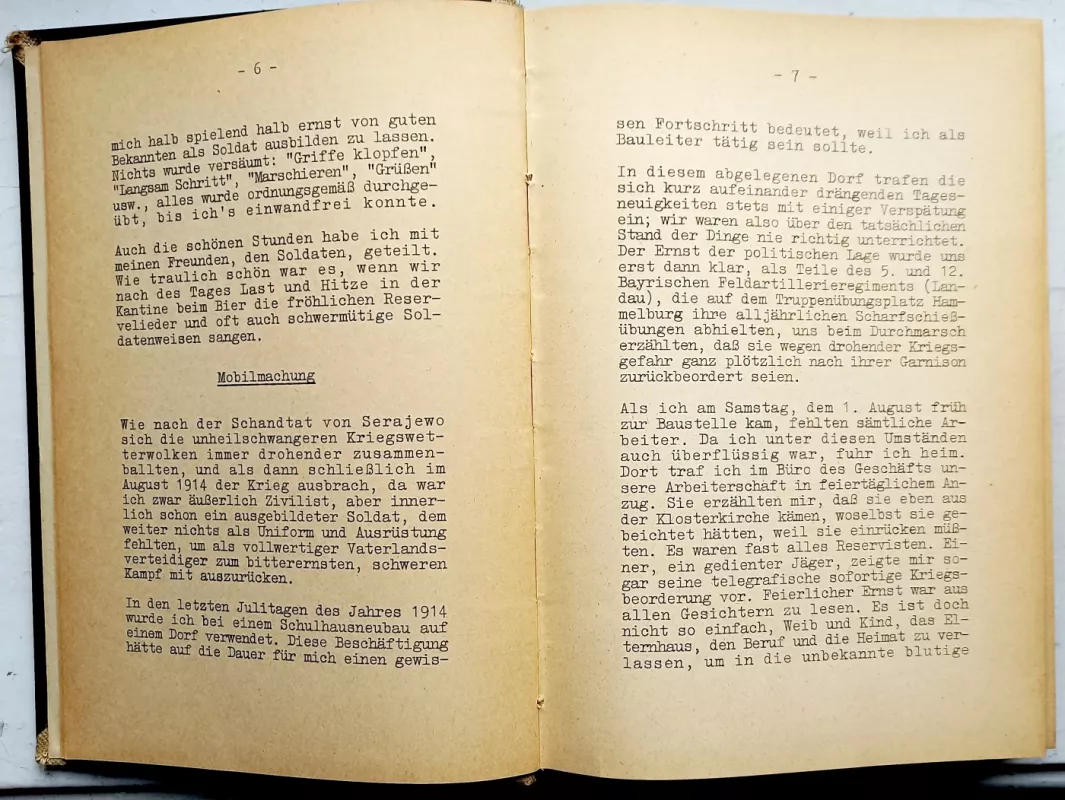 - 6 -
mich halb spielend halb ernst von guten
Bekannten als Soldat ausbilden zu lassen.
Nichts wurde versäumt: "Griffe klopfen",
"Langsam Schritt", "Marschieren", "Grüßen"
usw., alles wurde ordnungsgemäß durchge-
übt, bis ich's einwandfrei konnte.
Auch die schönen Stunden habe ich mit
meinen Freunden, den Soldaten, geteilt.
Wie traulich schön war es, wenn wir
nach des Tages Last und Hitze in der
Kantine beim Bier die fröhlichen Reser-
velieder und oft auch schwermütige Sol-
datenweisen sangen.
Mobilmachung
Wie nach der Schandtat von Serajewo
sich die unheilschwangeren Kriegswet-
terwolken immer drohender zusammen-
ballten, und als dann schließlich im
August 1914 der Krieg ausbrach, da war
ich zwar äußerlich Zivilist, aber inner-
lich schon ein ausgebildeter Soldat, dem
weiter nichts als Uniform und Ausrüstung
fehlten, um als vollwertiger Vaterlands-
verteidiger zum bitterernsten, schweren
Kampf mit auszurücken.
In den letzten Julitagen des Jahres 1914
wurde ich bei einem Schulhausneubau auf
einem Dorf verwendet. Diese Beschäftigung
hätte auf die Dauer für mich einen gewis-
- 7 -
sen Fortschritt bedeutet, weil ich als
Bauleiter tätig sein sollte.
In diesem abgelegenen Dorf trafen die
sich kurz aufeinander drängenden Tages-
neuigkeiten stets mit einiger Verspätung
ein; wir waren also über den tatsächlichen
Stand der Dinge nie richtig unterrichtet.
Der Ernst der politischen Lage wurde uns
erst dann klar, als Teile des 5. und 12.
Bayrischen Feldartillerieregiments (Lan-
dau), die auf dem Truppenübungsplatz Ham-
melburg ihre alljährlichen Scharfschieß-
übungen abhielten, uns beim Durchmarsch
erzählten, daß sie wegen drohender Kriegs-
gefahr ganz plötzlich nach ihrer Garnison
zurückbeordert seien.
Als ich am Samstag, dem 1. August früh
zur Baustelle kam, fehlten sämtliche Ar-
beiter. Da ich unter diesen Umständen
auch überflüssig war, fuhr ich heim.
Dort traf ich im Büro des Geschäfts un-
sere Arbeiterschaft in feiertäglichem An-
zug. Sie erzählten mir, daß sie eben aus
der Klosterkirche kämen, woselbst sie ge-
beichtet hätten, weil sie einrücken müß-
ten. Es waren fast alles Reservisten. Ei-
ner, ein gedienter Jäger, zeigte mir so-
gar seine telegrafische sofortige Kriegs-
beorderung vor. Feierlicher Ernst war aus
allen Gesichtern zu lesen. Es ist doch
nicht so einfach, Weib und Kind, das El-
ternhaus, den Beruf und die Heimat zu ver-
lassen, um in die unbekannte blutige